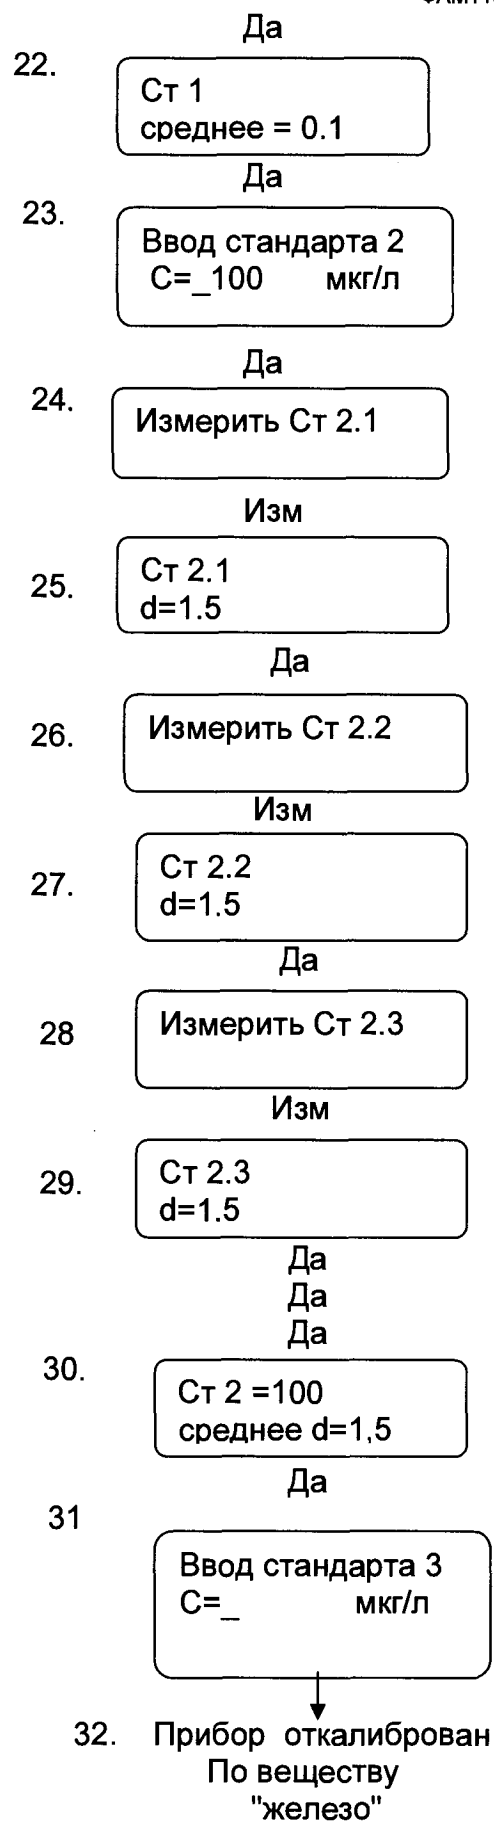 Да
22.
Ст 1
среднее = 0.1
Да
23.
Ввод стандарта 2
С=_100 мкг/л
Да
24.
Измерить Ст 2.1
Изм
25.
Ст 2.1
d=1.5
Да
26.
Измерить Ст 2.2
Изм
27.
Ст 2.2
d=1.5
Да
28
Измерить Ст 2.3
Изм
29.
Ст 2.3
d=1.5
Да
Да
Да
30.
Ст 2 =100
среднее d=1,5
Да
31
Ввод стандарта 3
С=_ мкг/л
32. Прибор откалиброван
По веществу
"железо"